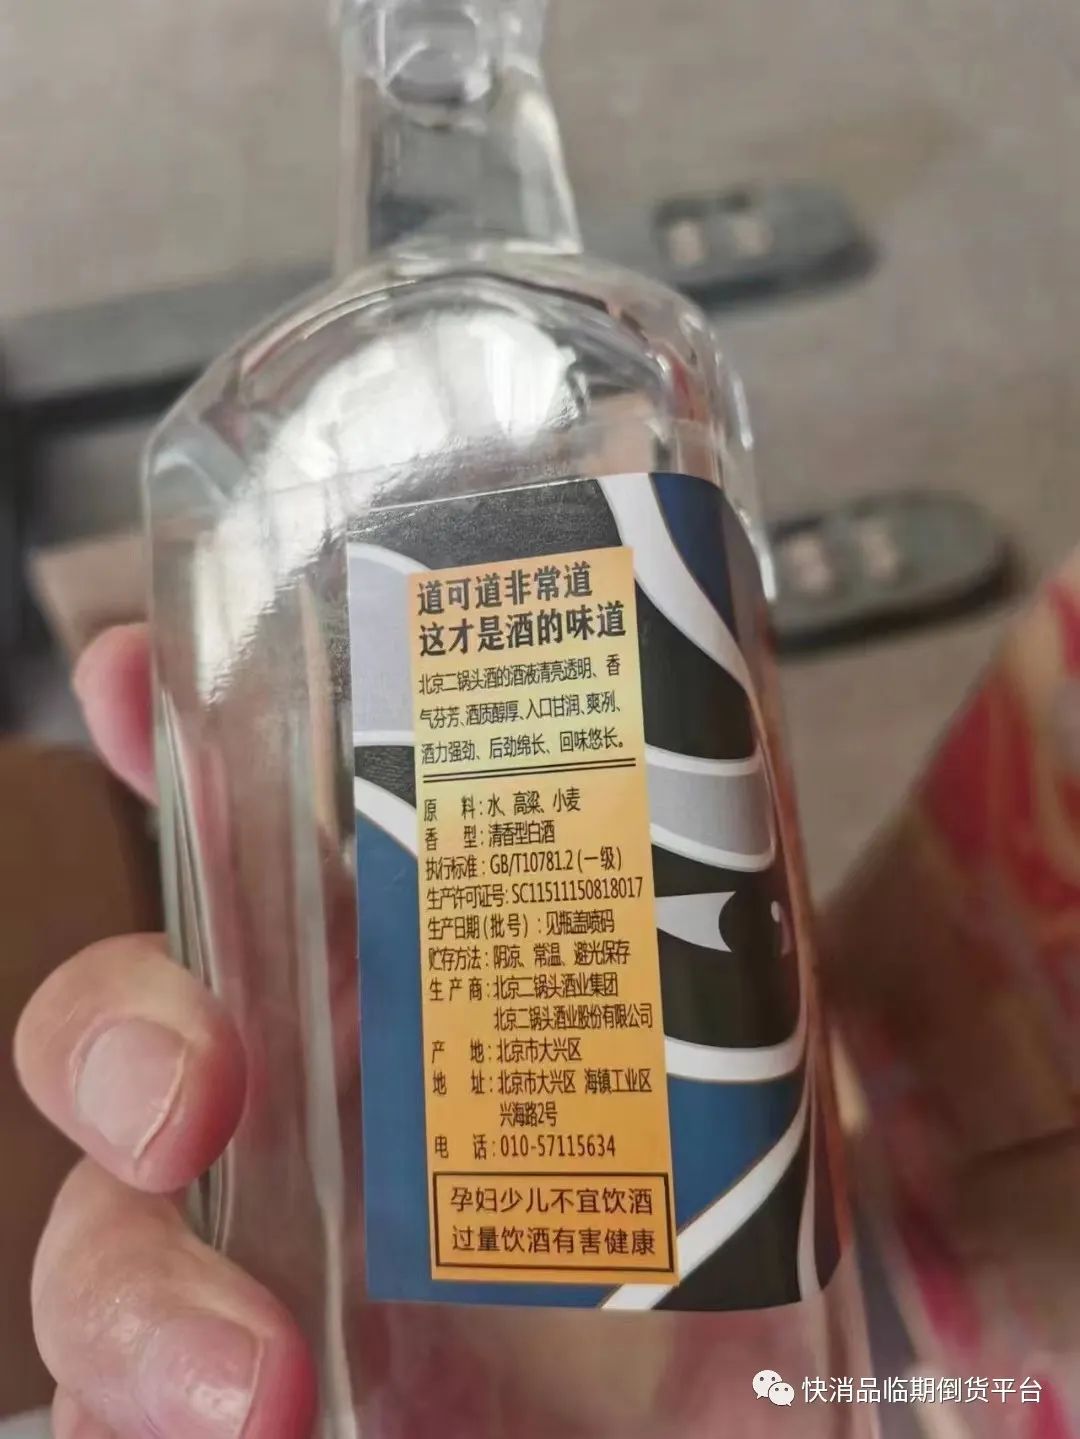 道可道非常道
这才是酒的味道
北京二锅头酒的酒液清亮透明、香
气芬芳、酒质醇厚、入口甘润、爽冽、
酒力强劲、后劲绵长、回味悠长。
原 料:水、高粱、小麦
香 型:清香型白酒
执行标准:GB/T10781.2(一级)
生产许可证号:SC11511150818017
生产日期(批号):见瓶盖喷码
贮存方法:阴凉、常温、避光保存
生产商:北京二锅头酒业集团
北京二锅头酒业股份有限公司
产 地:北京市大兴区
地 址:北京市大兴区 海镇工业区
兴海路2号
电 话:010-57115634
孕妇少儿不宜饮酒
过量饮酒有害健康
快消品临期倒货平台